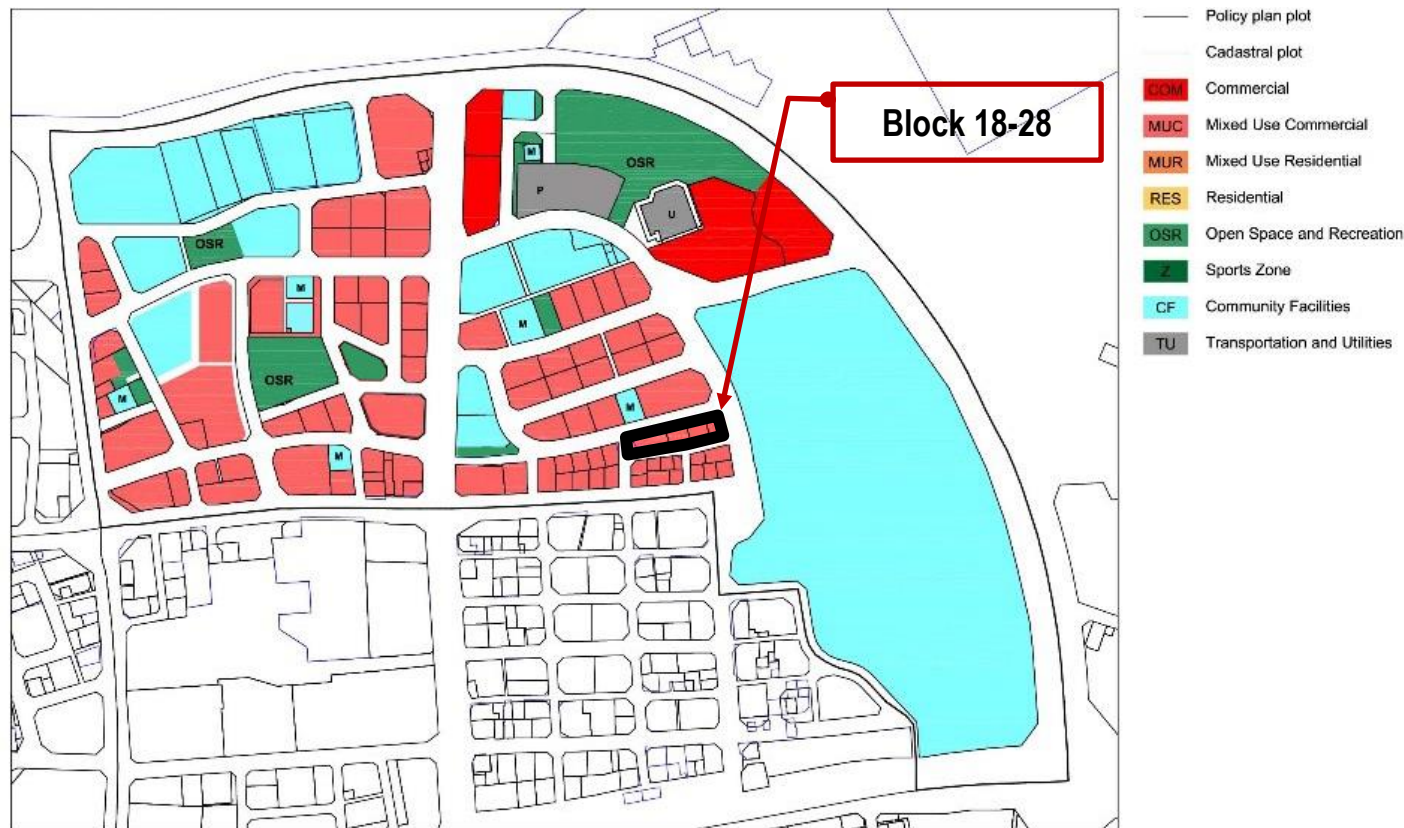 Block 18-28
OSR
M
P
U
OSR
M
M
OSR
M
M
M
Policy plan plot
Cadastral plot
COM Commercial
MUC Mixed Use Commercial
MUR Mixed Use Residential
RES Residential
OSR Open Space and Recreation
Z Sports Zone
CF Community Facilities
TU Transportation and Utilities